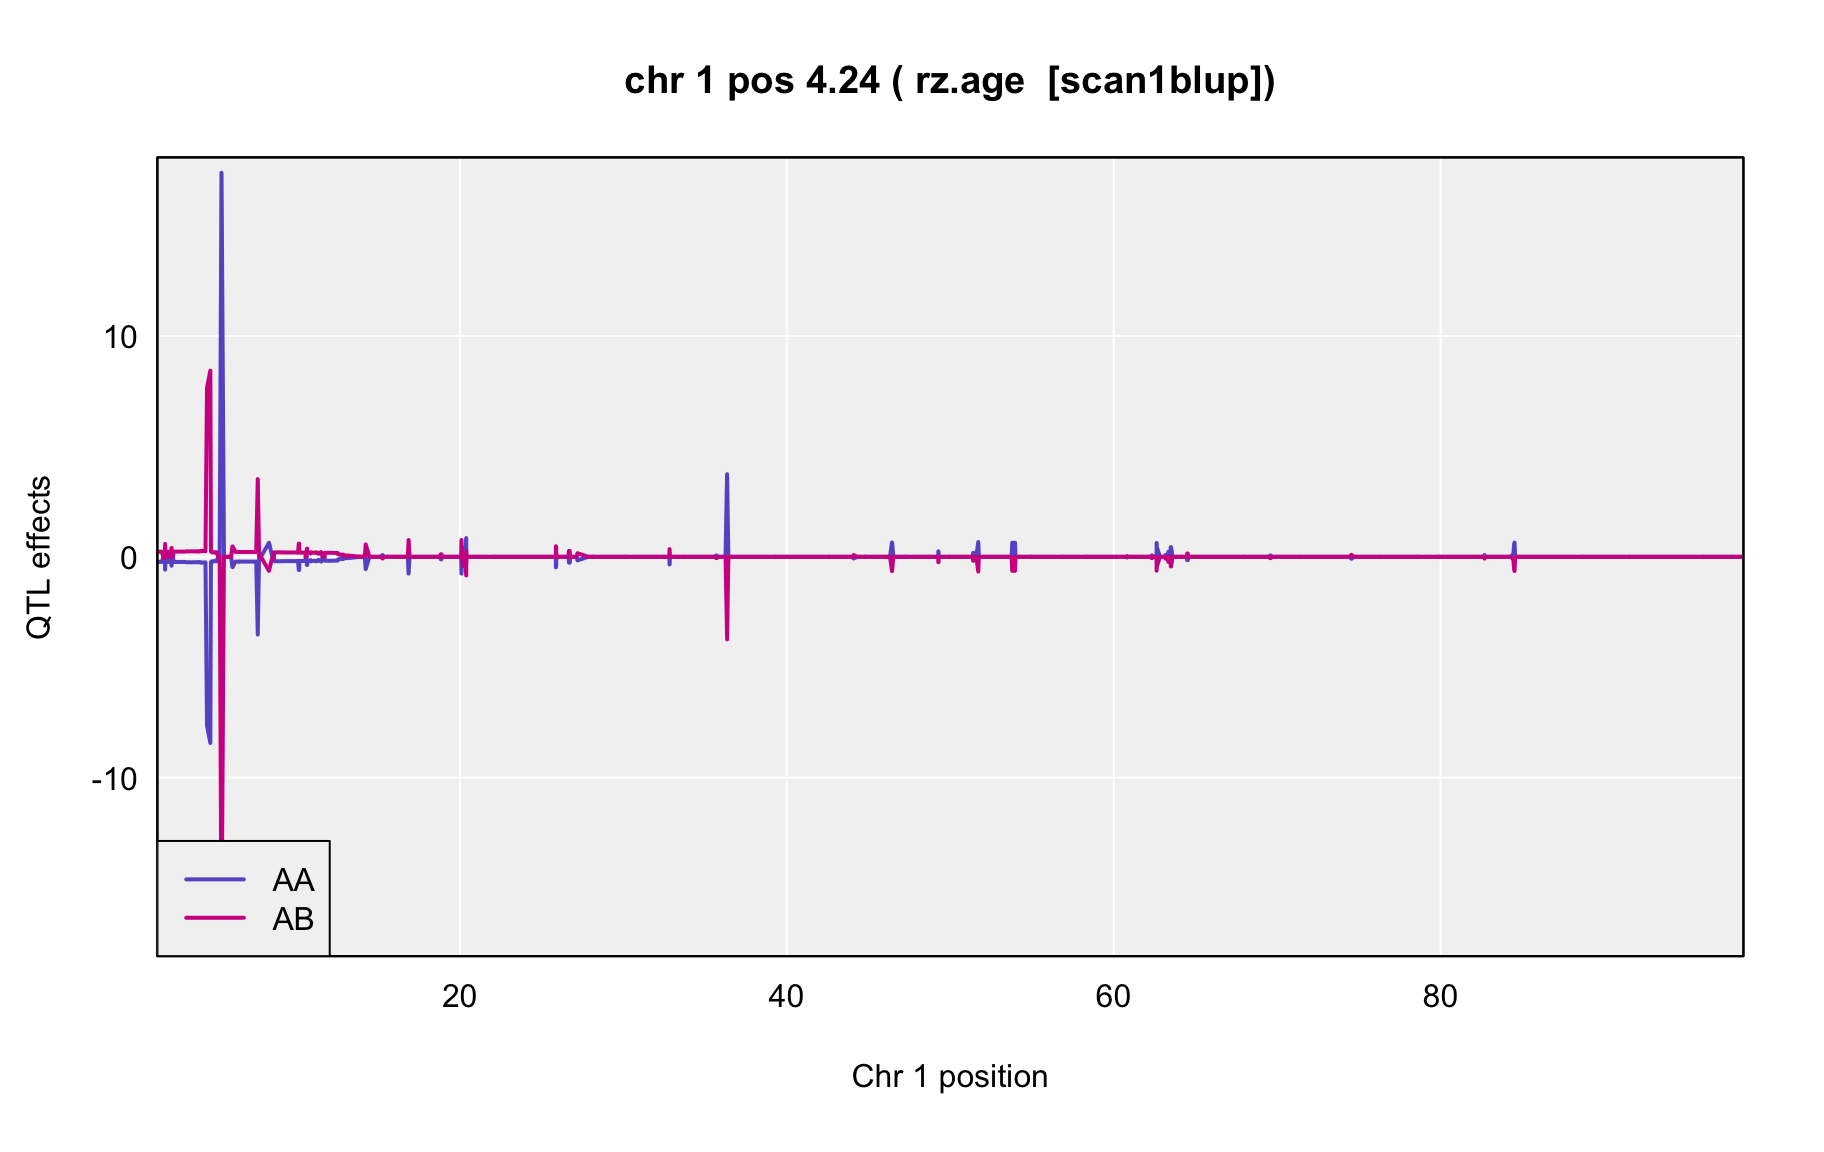 chr 1 pos 4.24 ( rz.age  [scan1blup])
QTL effects
10
0
-10
AA
AB
20 40 60 80
Chr 1 position